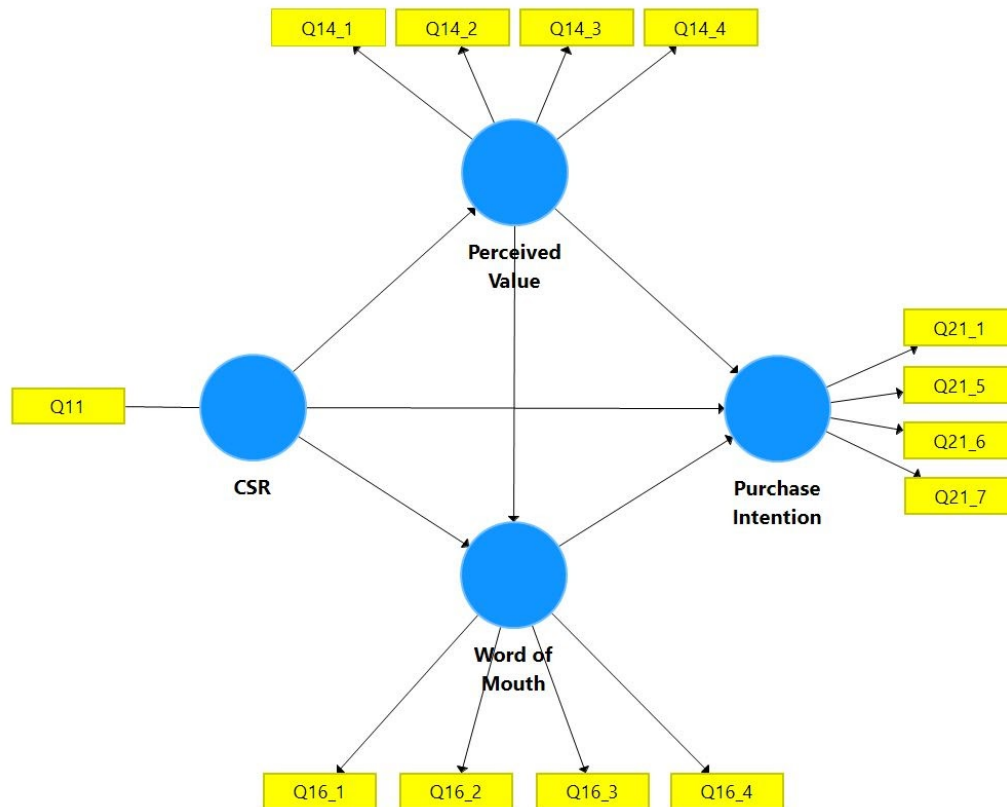 Q14_1
Q14_2
Q14_3
Q14_4
Perceived
Value
Q21_1
Q21_5
Q11
Q21_6
CSR
Purchase
Intention
Q21_7
Word of
Mouth
Q16_1
Q16_2
Q16_3
Q16_4